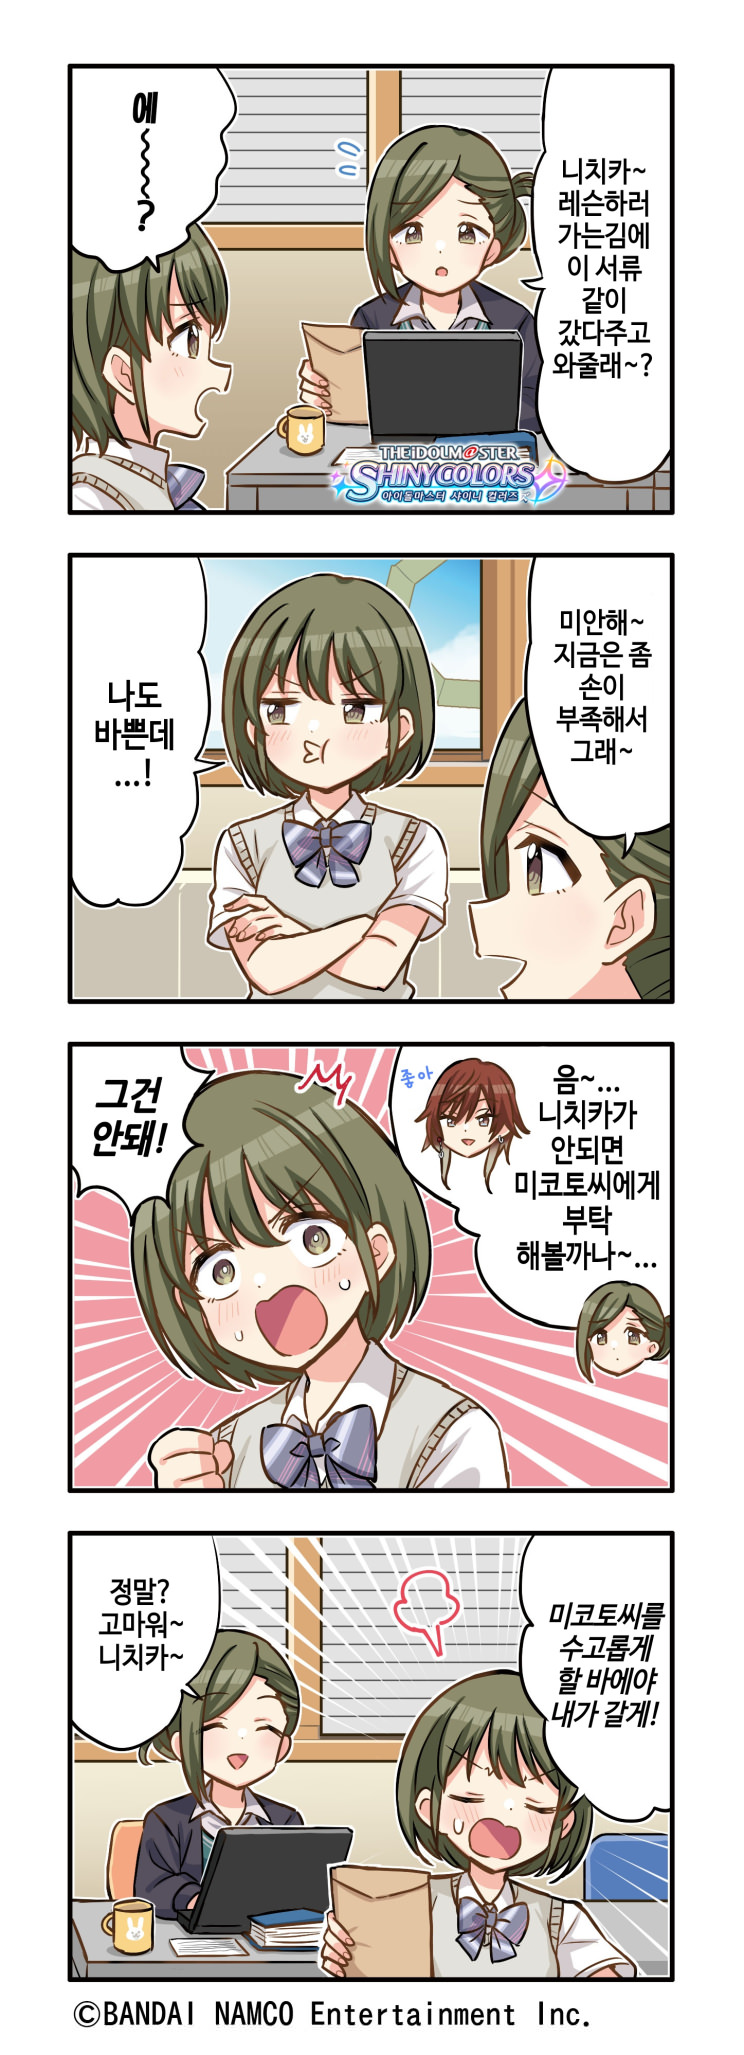 니치카~
레슨하러
가는김에
이 서류
같이
갔다주고
와줄래~?
에
~~~~
?
THE iDOLM@STER
SHINY COLORS
아이돌마스터 샤이니 컬러즈
미안해~
지금은 좀
손이
부족해서
그래~
나도
바쁜데
...!
음~...
니치카가
안되면
미코토씨에게
부탁
해볼까나~...
좋아
그건
안돼!
미코토씨를
수고롭게
할 바에야
내가 갈게!
정말?
고마워~
니치카~
©BANDAI NAMCO Entertainment Inc.